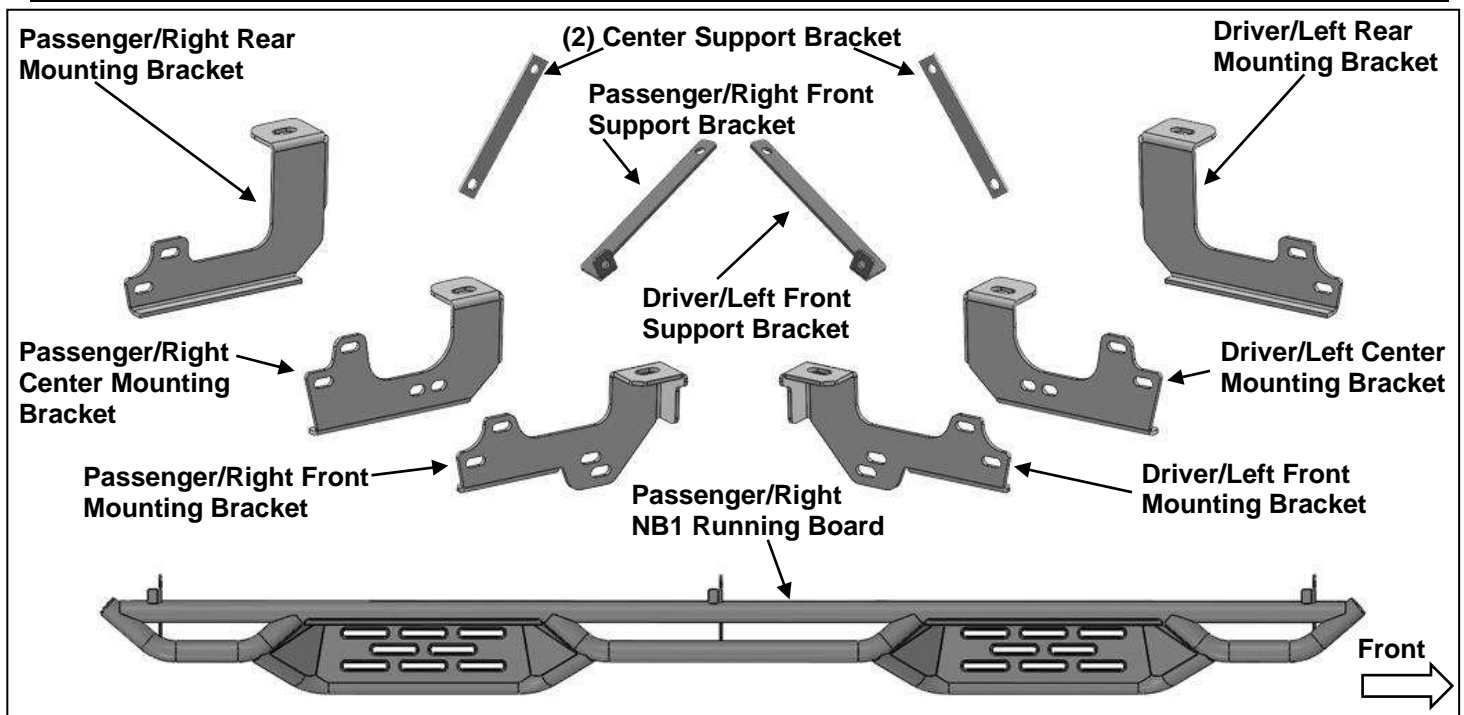 Passenger/Right Rear
Mounting Bracket
(2) Center Support Bracket
Driver/Left Rear
Mounting Bracket
Passenger/Right Front
Support Bracket
Driver/Left Front
Support Bracket
Passenger/Right
Center Mounting
Bracket
Driver/Left Center
Mounting Bracket
Passenger/Right Front
Mounting Bracket
Driver/Left Front
Mounting Bracket
Passenger/Right
NB1 Running Board
Front